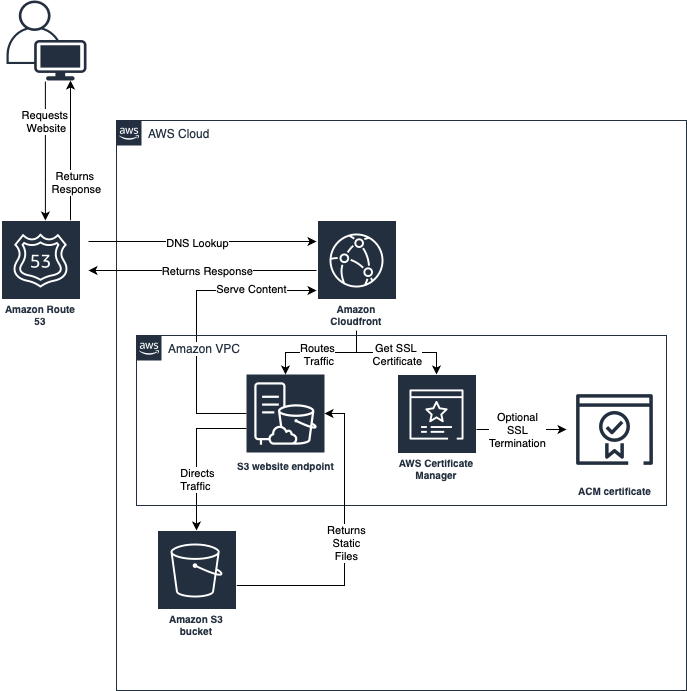 Requests
Website
Returns
Response
aws
AWS Cloud
53
DNS Lookup
Returns Response
Serve Content
Amazon Route
53
Amazon
Cloudfront
aws
Amazon VPC
Routes
Traffic
Get SSL
Certificate
Optional
SSL
Termination
S3 website endpoint
AWS Certificate
Manager
ACM certificate
Directs
Traffic
Returns
Static
Files
Amazon S3
bucket